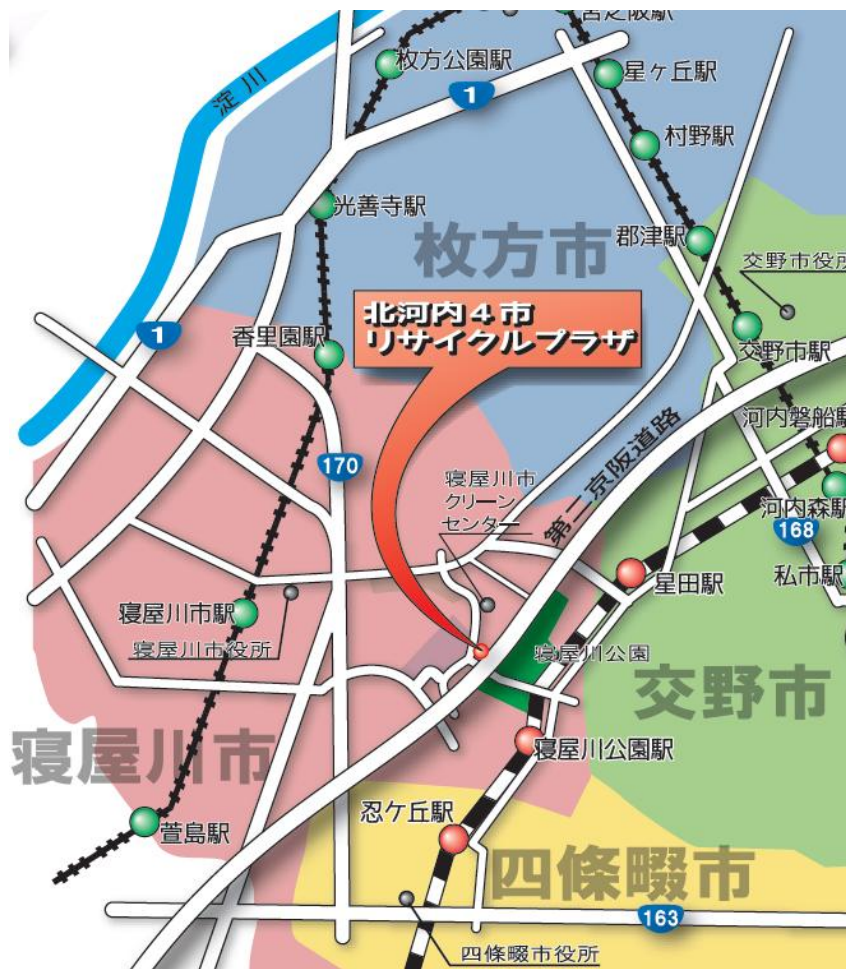 宮之阪駅
枚方公園駅
星ヶ丘駅
淀川
1
村野駅
光善寺駅
郡津駅
枚方市
交野市役所
北河内4市
リサイクルプラザ
1
香里園駅
交野市駅
第二京阪道路
河内磐船駅
170
寝屋川市
クリーン
センター
河内森駅
168
星田駅
私市駅
寝屋川市駅
寝屋川市役所
寝屋川公園
交野市
寝屋川市
寝屋川公園駅
忍ケ丘駅
萱島駅
四條畷市
163
四條畷市役所